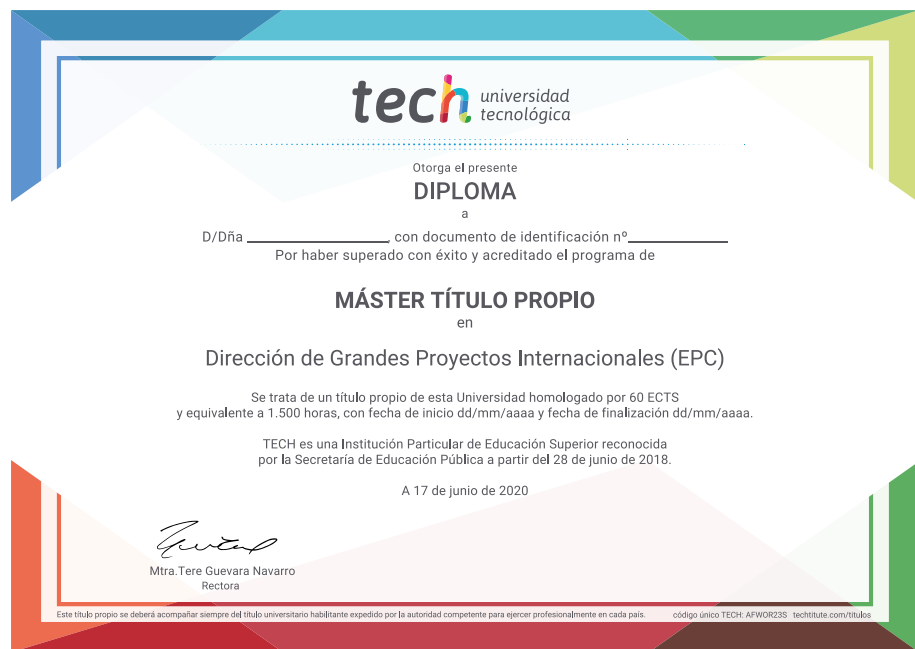 tech universidad
tecnológica
Otorga el presente
DIPLOMA
a
D/Dña ________________, con documento de identificación nº____________
Por haber superado con éxito y acreditado el programa de
MÁSTER TÍTULO PROPIO
en
Dirección de Grandes Proyectos Internacionales (EPC)
Se trata de un título propio de esta Universidad homologado por 60 ECTS
y equivalente a 1.500 horas, con fecha de inicio dd/mm/aaaa y fecha de finalización dd/mm/aaaa.
TECH es una Institución Particular de Educación Superior reconocida
por la Secretaría de Educación Pública a partir del 28 de junio de 2018.
A 17 de junio de 2020
Mtra.Tere Guevara Navarro
Rectora
Este título propio se deberá acompañar siempre del título universitario habilitante expedido por la autoridad competente para ejercer profesionalmente en cada país. código único TECH: AFWOR23S techtitute.com/titulos